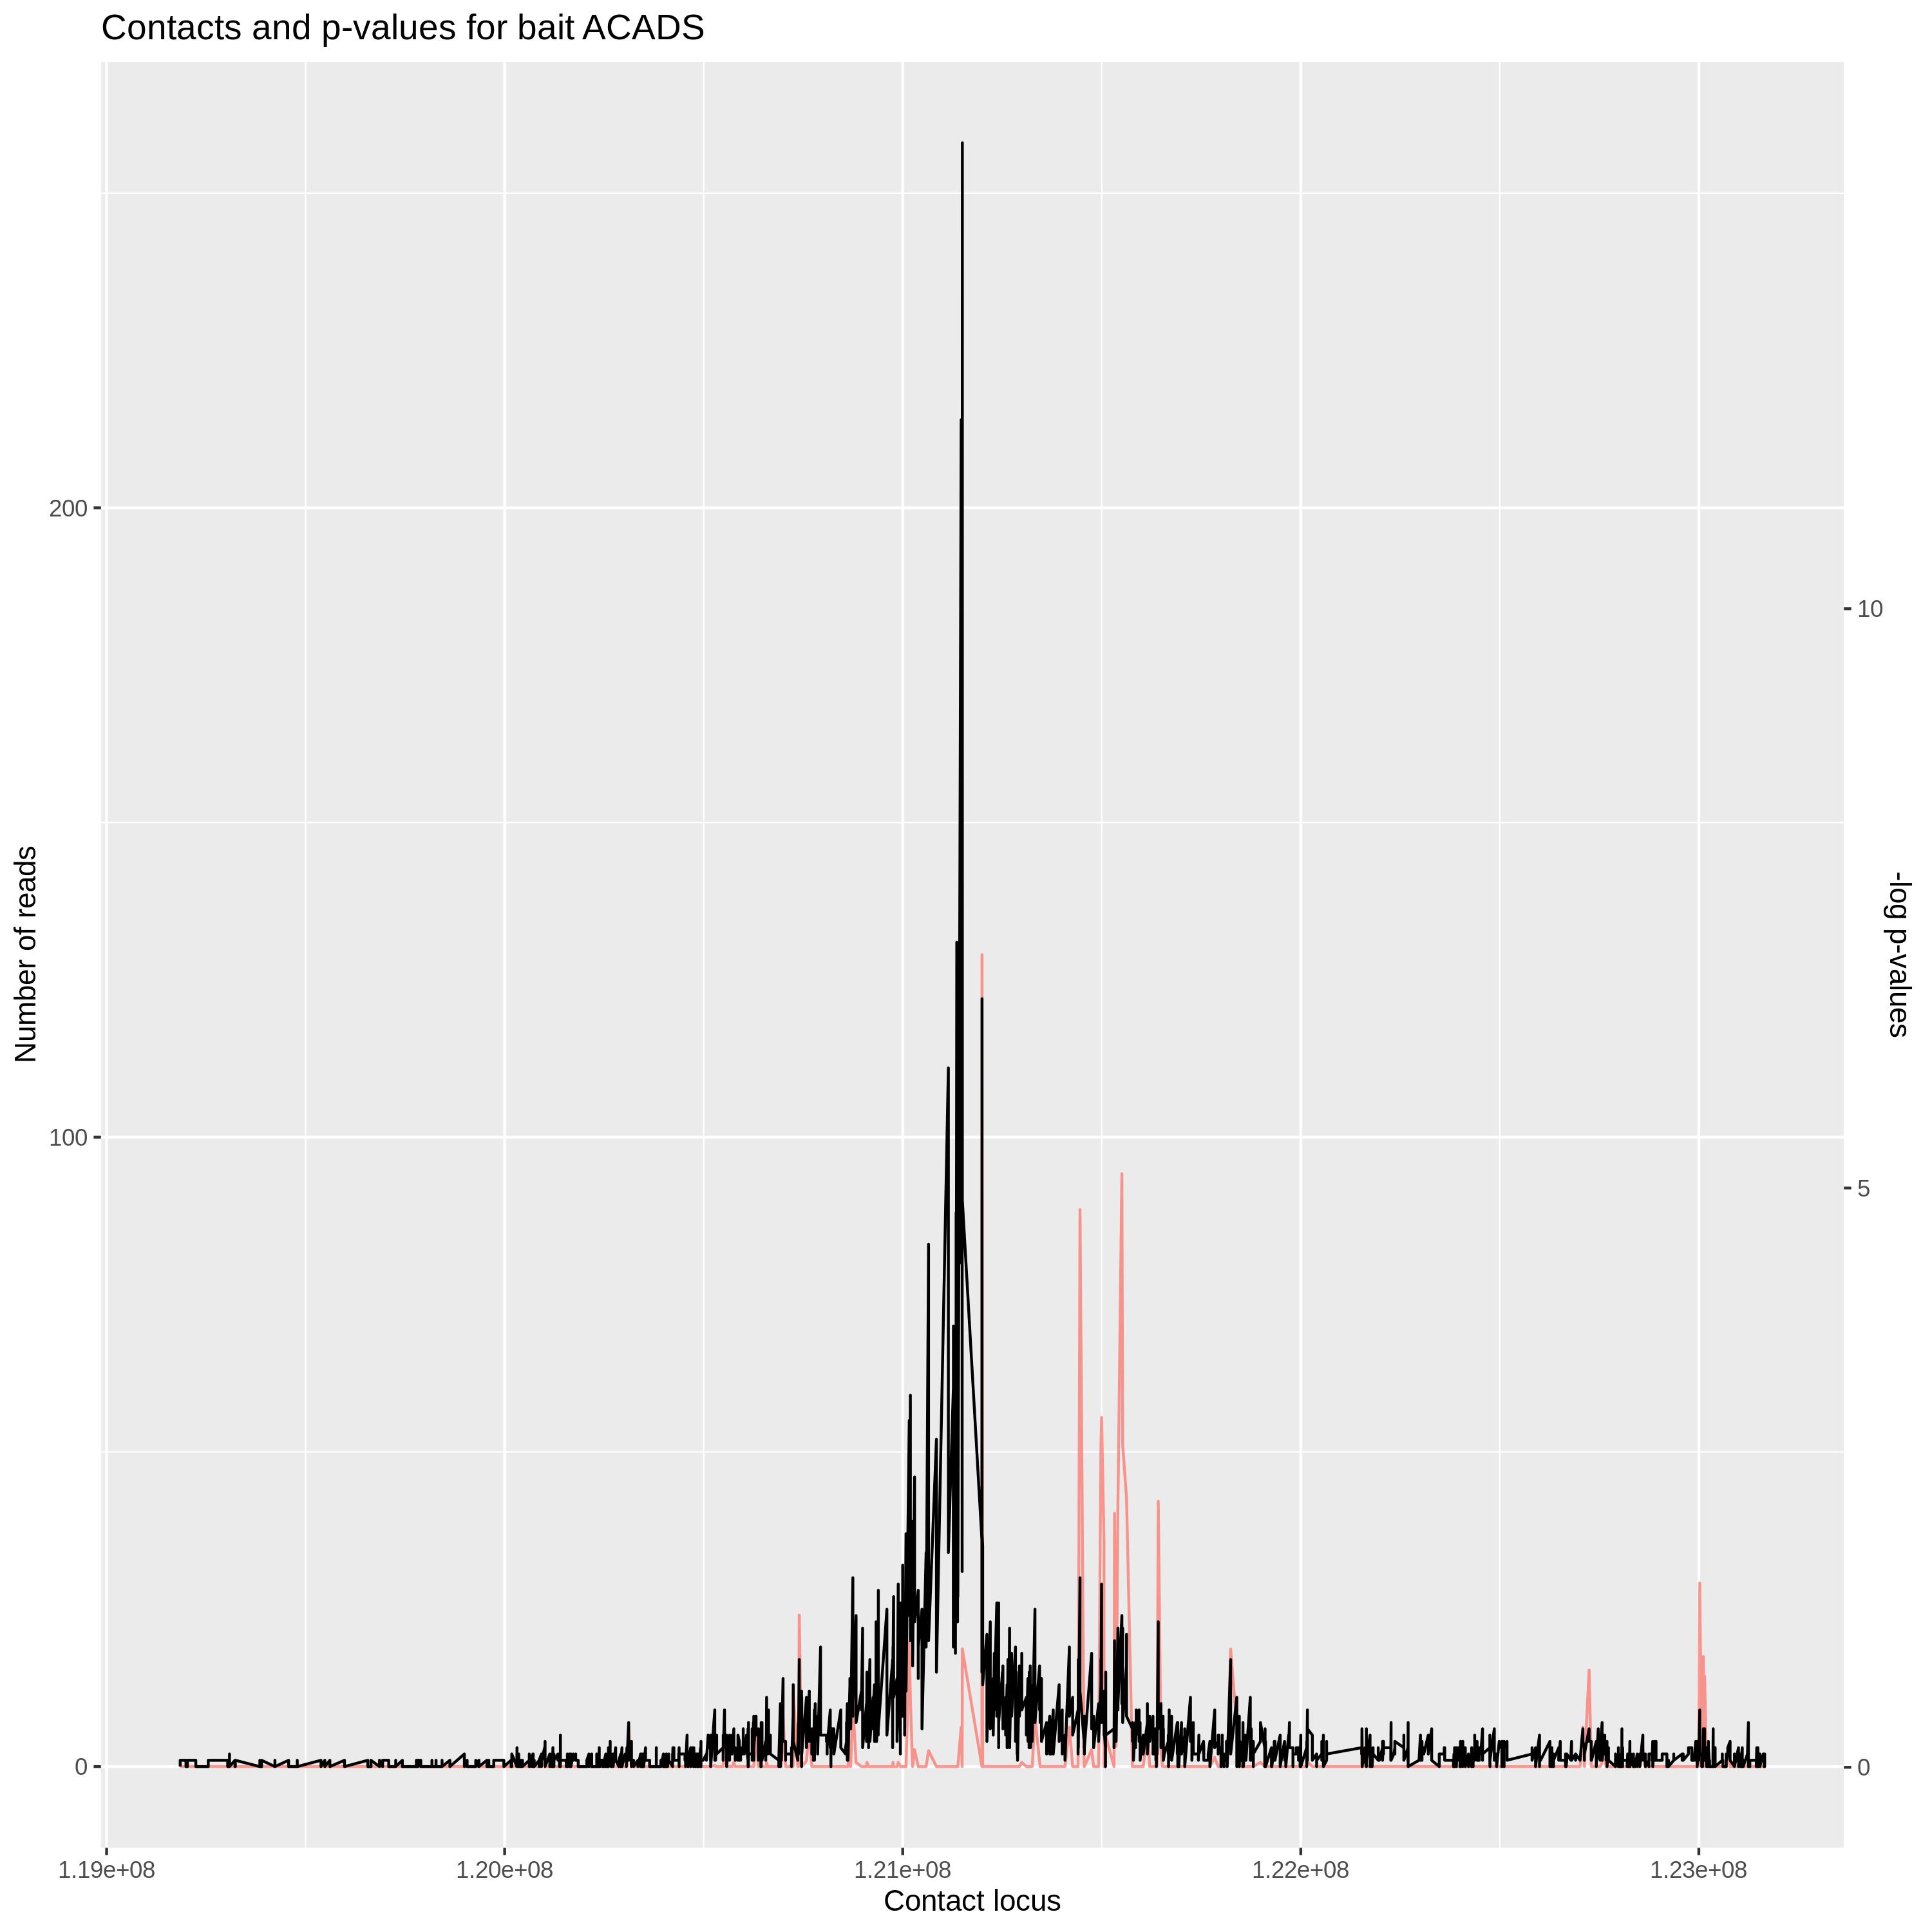 Contacts and p-values for bait ACADS
Number of reads
200
100
0
10
5
0
-log p-values
1.19e+08
1.20e+08
1.21e+08
1.22e+08
1.23e+08
Contact locus